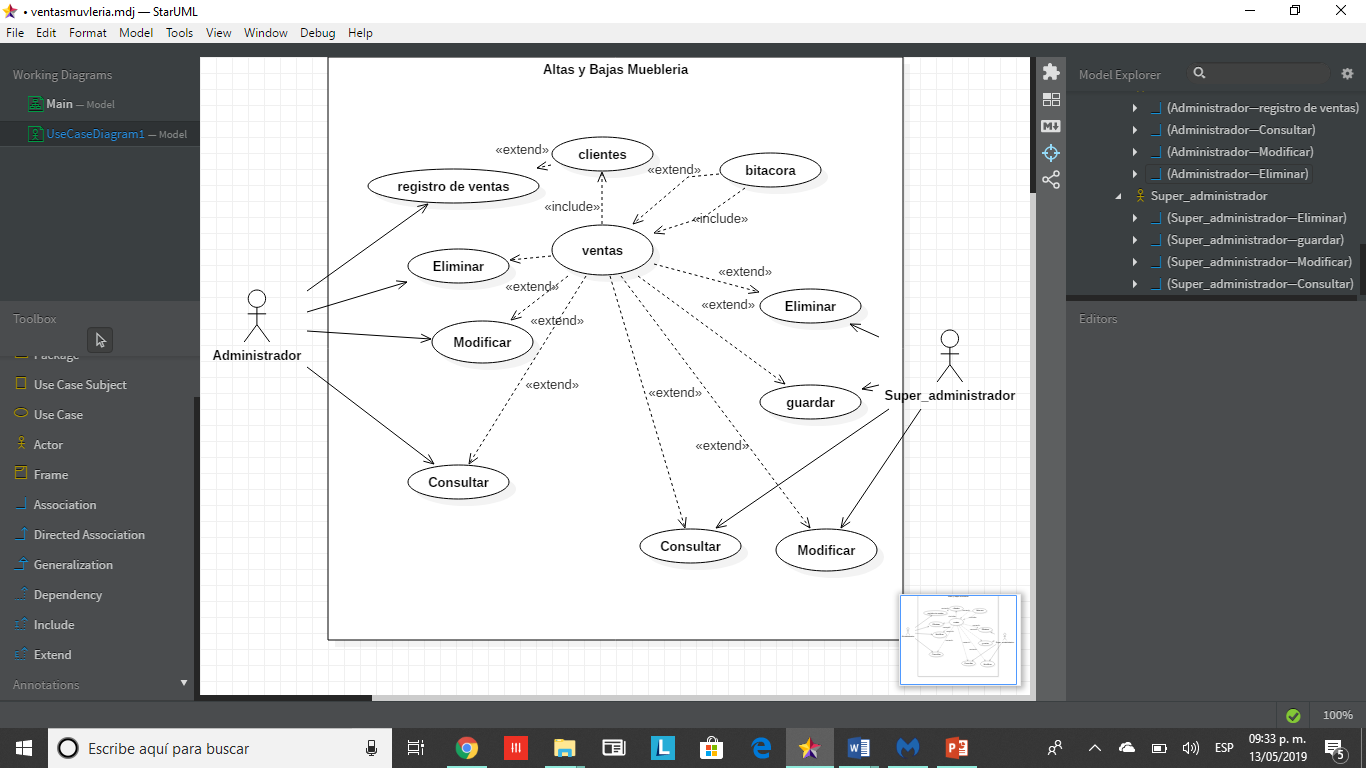 • ventasmuvleria.mdj — StarUML
File Edit Format Model Tools View Window Debug Help
Working Diagrams
Main — Model
UseCaseDiagram1 — Model
Toolbox
Package
Use Case Subject
Use Case
Actor
Frame
Association
Directed Association
Generalization
Dependency
Include
Extend
Annotations
Altas y Bajas Muebleria
«extend»
clientes
«extend»
bitacora
registro de ventas
«include»
«include»
ventas
Eliminar
«extend»
«extend»
«extend»
Eliminar
Administrador
«extend»
Modificar
«extend»
«extend»
guardar
Super_administrador
«extend»
Consultar
Consultar
Modificar
Model Explorer
(Administrador—registro de ventas)
(Administrador—Consultar)
(Administrador—Modificar)
(Administrador—Eliminar)
Super_administrador
(Super_administrador—Eliminar)
(Super_administrador—guardar)
(Super_administrador—Modificar)
(Super_administrador—Consultar)
Editors
100%
Escribe aquí para buscar
ESP
09:33 p. m.
13/05/2019
5